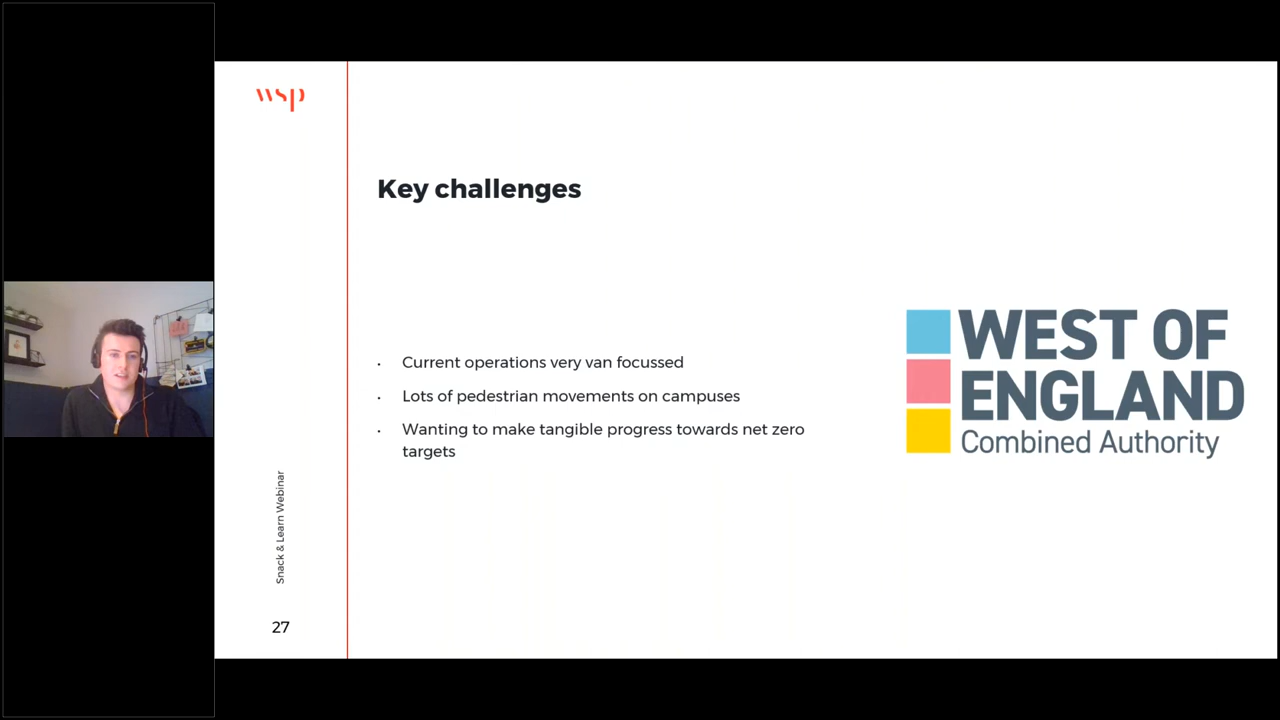 wsp
Key challenges
• Current operations very van focussed
• Lots of pedestrian movements on campuses
• Wanting to make tangible progress towards net zero
targets
WEST OF
ENGLAND
Combined Authority
Snack & Learn Webinar
27